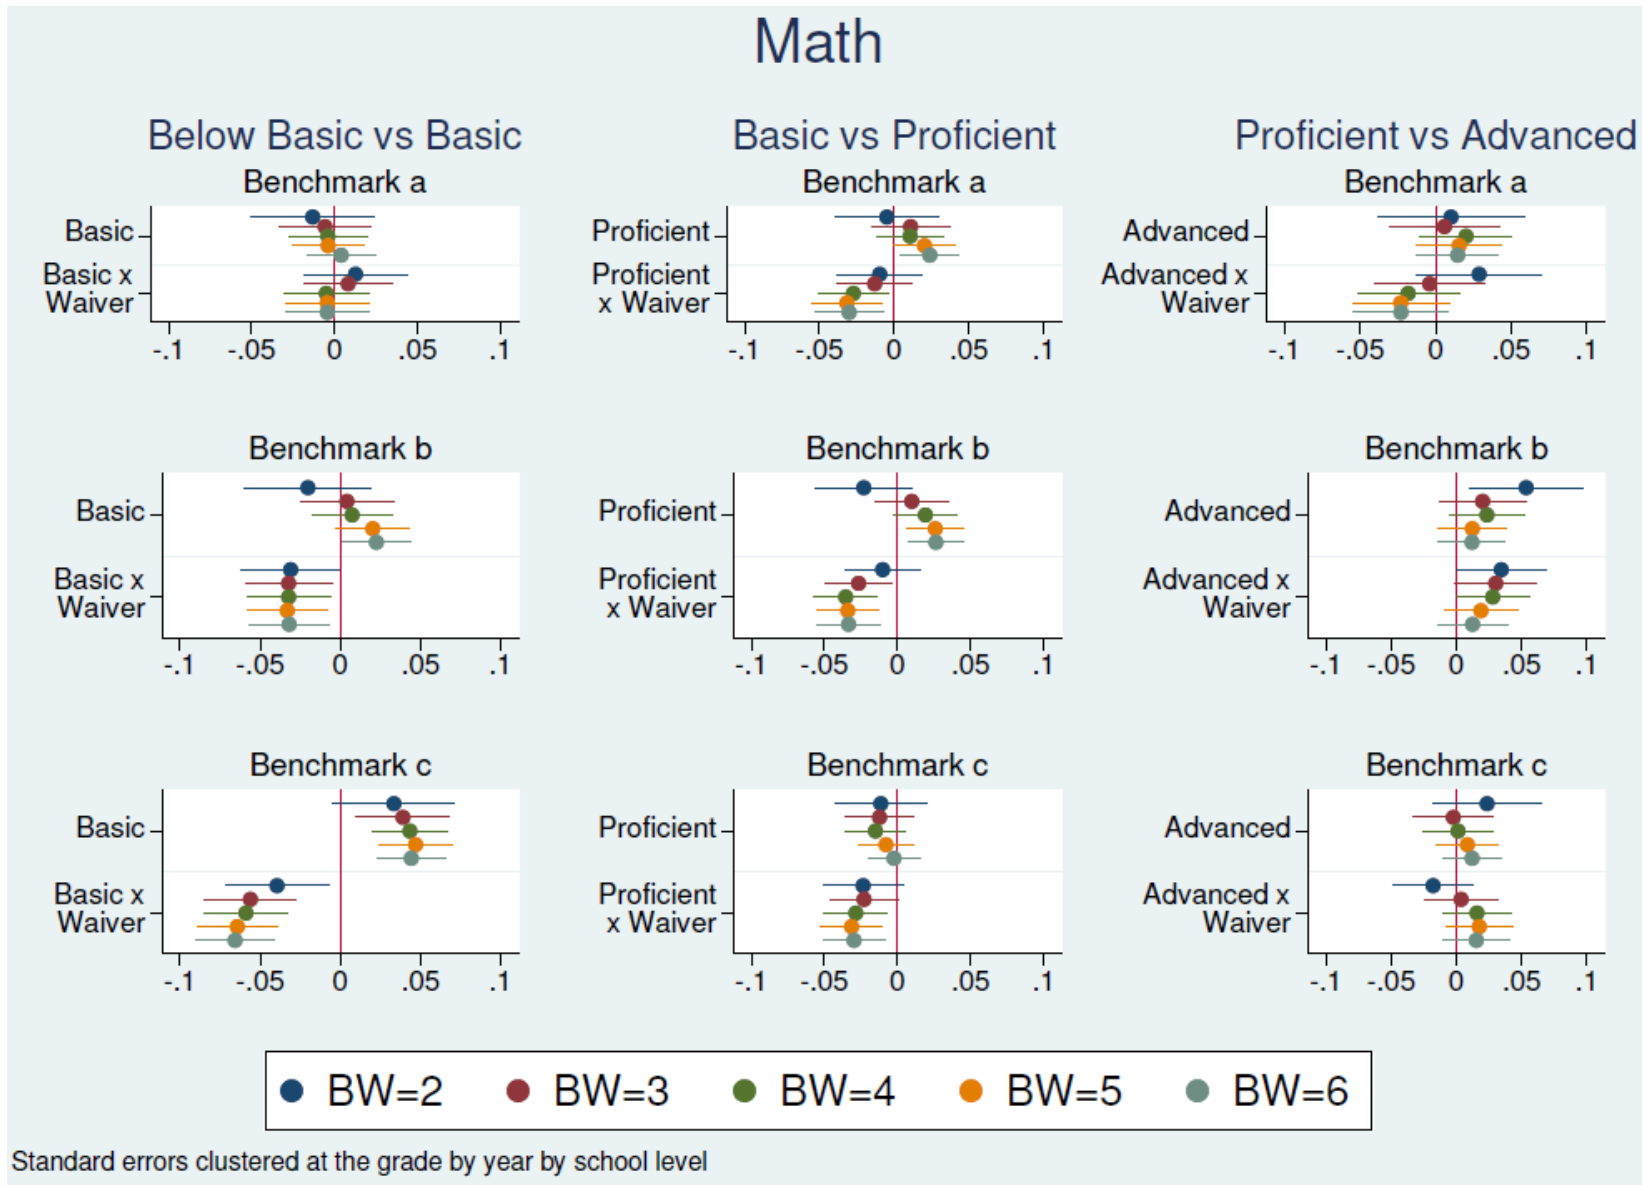 Math
Below Basic vs Basic
Basic vs Proficient
Proficient vs Advanced
Benchmark a
Basic
Basic x
Waiver
-.1 -.05 0 .05 .1
Benchmark a
Proficient
Proficient
x Waiver
-.1 -.05 0 .05 .1
Benchmark a
Advanced
Advanced x
Waiver
-.1 -.05 0 .05 .1
Benchmark b
Basic
Basic x
Waiver
-.1 -.05 0 .05 .1
Benchmark b
Proficient
Proficient
x Waiver
-.1 -.05 0 .05 .1
Benchmark b
Advanced
Advanced x
Waiver
-.1 -.05 0 .05 .1
Benchmark c
Basic
Basic x
Waiver
-.1 -.05 0 .05 .1
Benchmark c
Proficient
Proficient
x Waiver
-.1 -.05 0 .05 .1
Benchmark c
Advanced
Advanced x
Waiver
-.1 -.05 0 .05 .1
BW=2 BW=3 BW=4 BW=5 BW=6
Standard errors clustered at the grade by year by school level